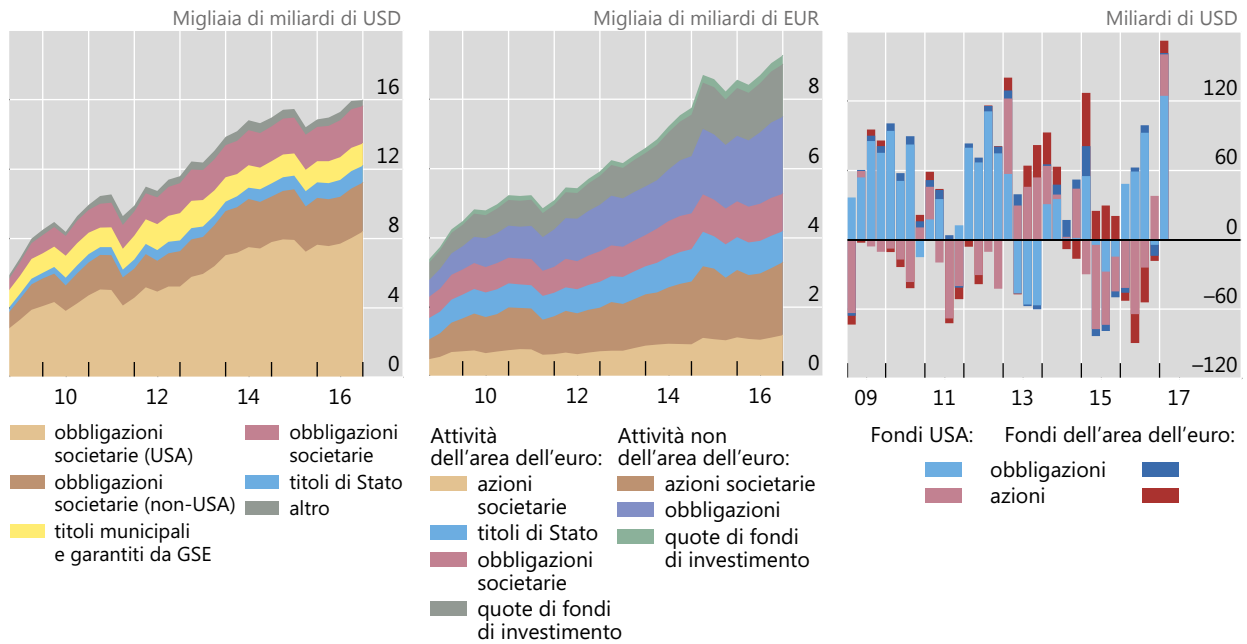 Migliaia di miliardi di USD
16
12
8
4
0
10 12 14 16
obbligazioni
societarie (USA)
obbligazioni
societarie (non-USA)
titoli municipali
e garantiti da GSE
obbligazioni
societarie
titoli di Stato
altro
Migliaia di miliardi di EUR
8
6
4
2
0
10 12 14 16
Attività
dell'area dell'euro:
azioni
societarie
titoli di Stato
obbligazioni
societarie
quote di fondi
di investimento
Attività non
dell'area dell'euro:
azioni societarie
obbligazioni
quote di fondi
di investimento
Miliardi di USD
120
60
0
–60
–120
09 11 13 15 17
Fondi USA: Fondi dell'area dell'euro:
obbligazioni
azioni